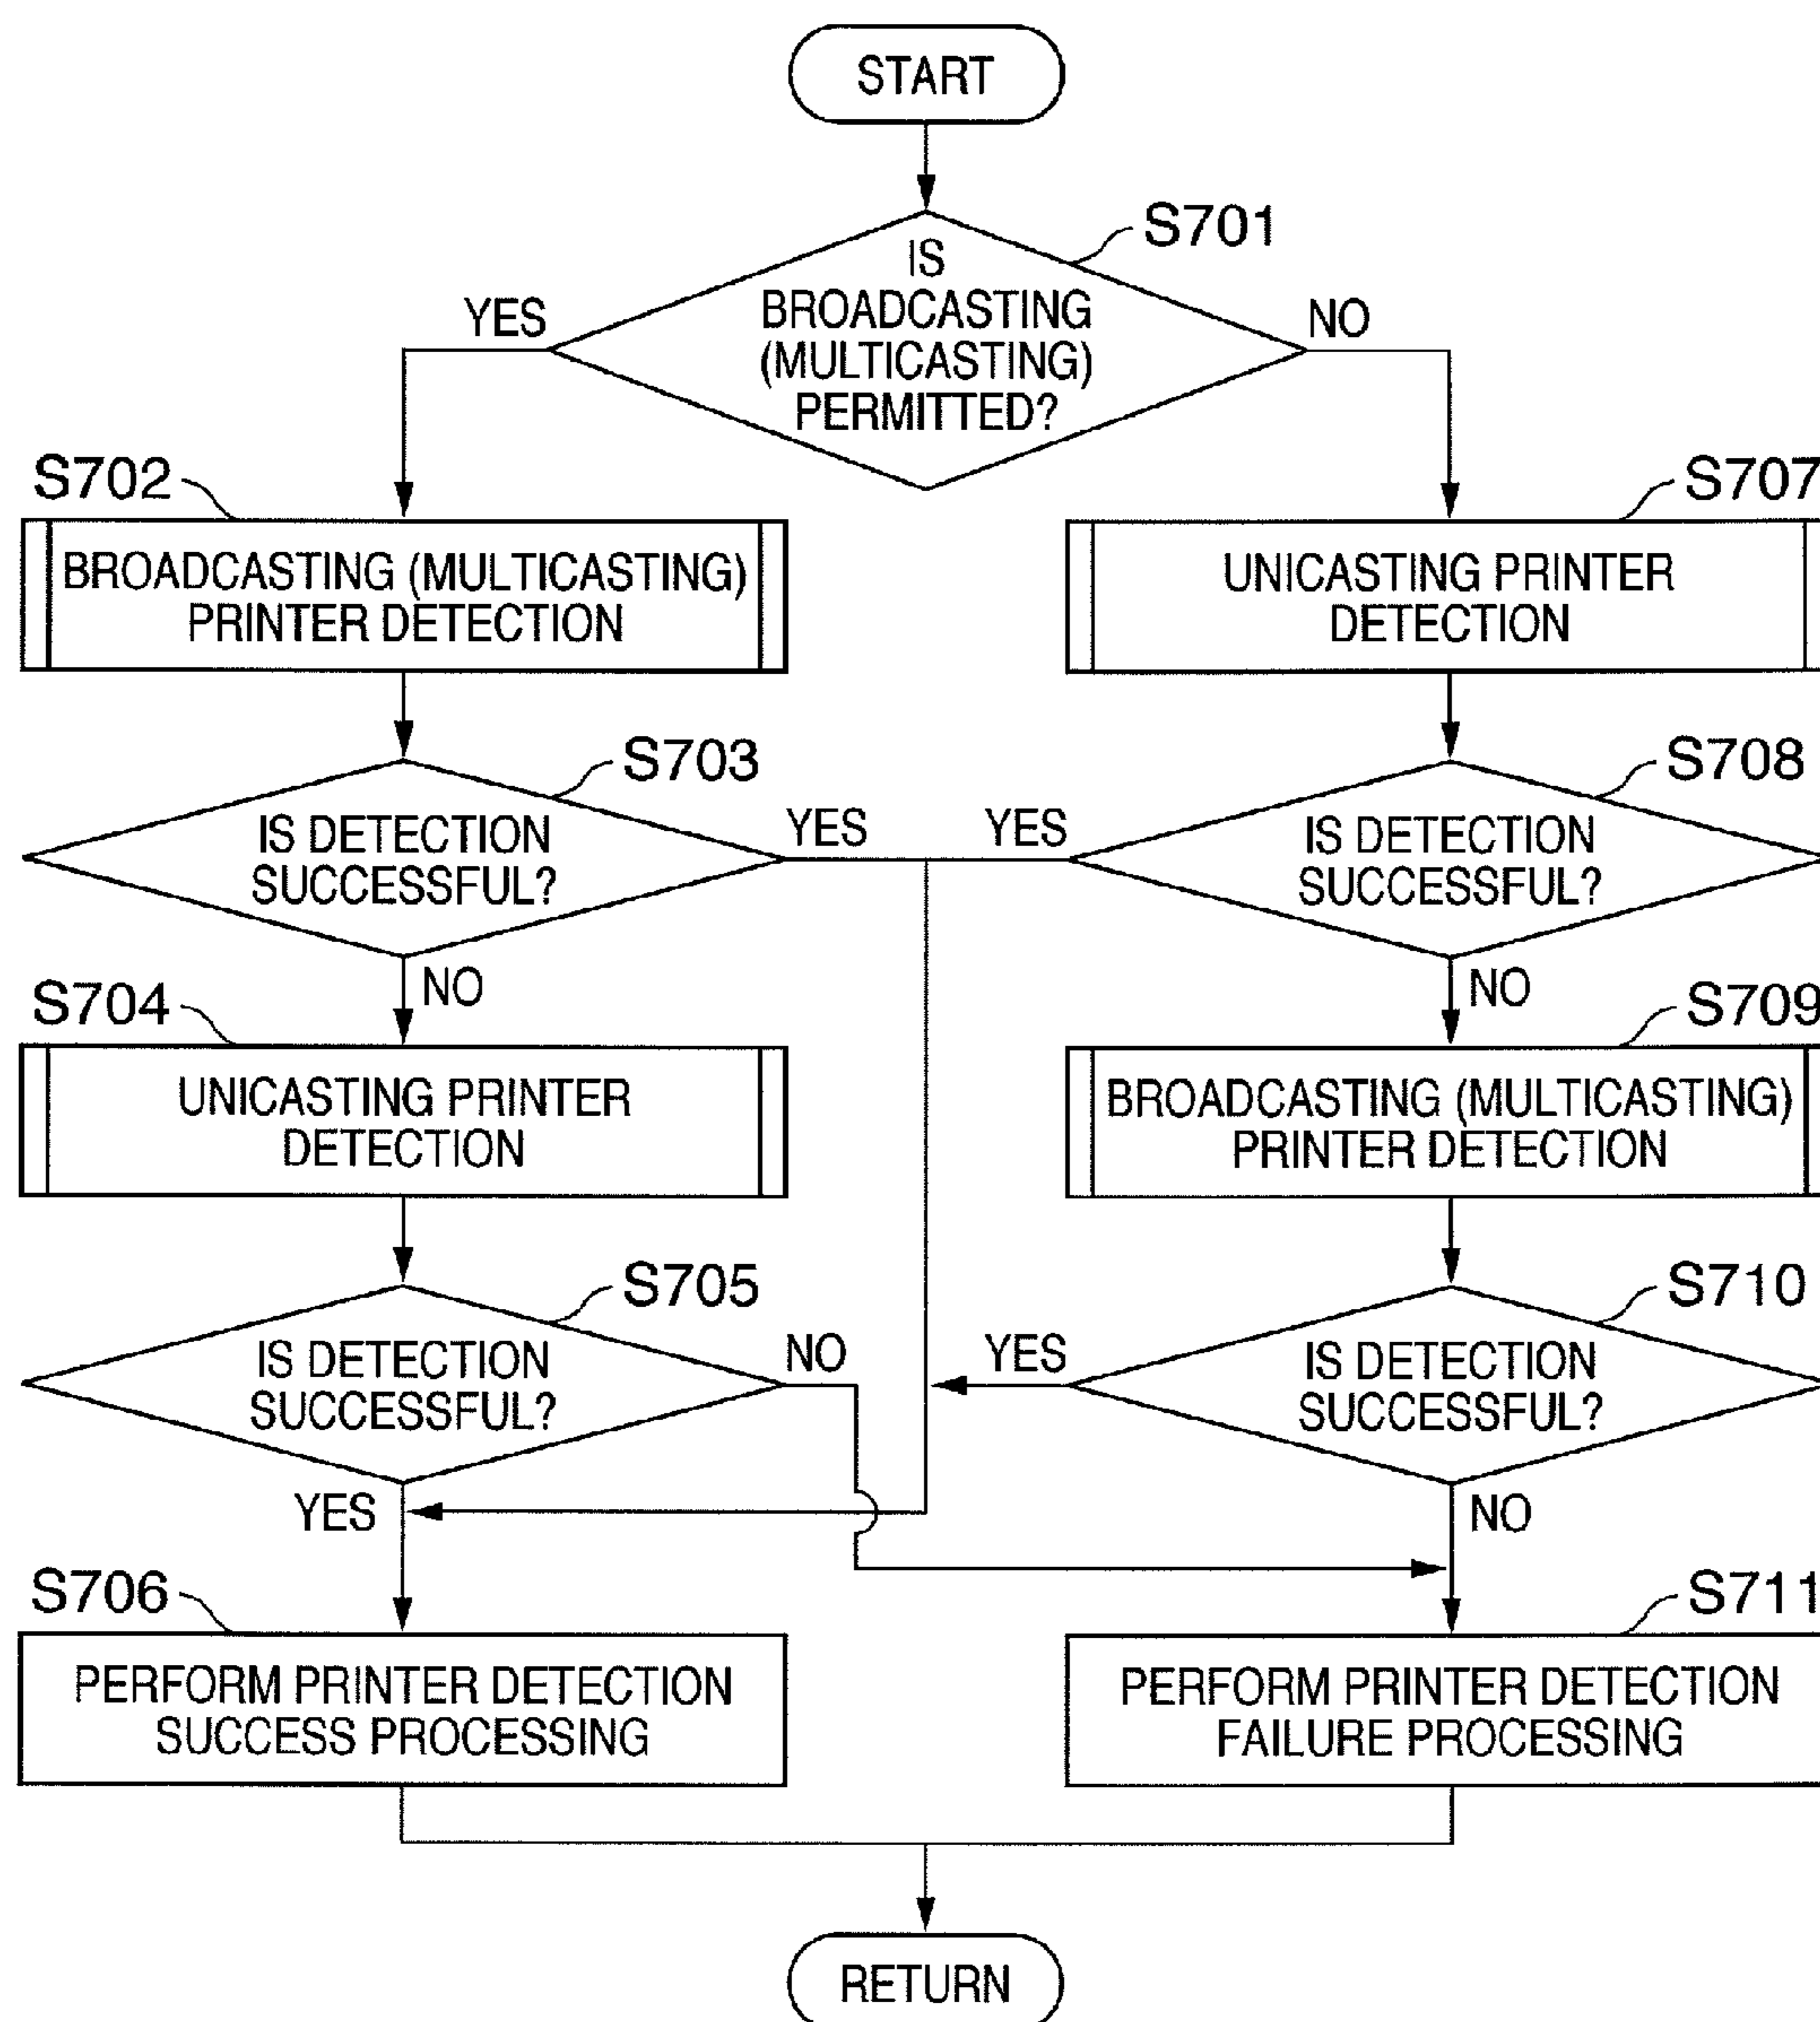 START
S701
IS
BROADCASTING
(MULTICASTING)
PERMITTED?
YES
NO
S702
BROADCASTING (MULTICASTING)
PRINTER DETECTION
S707
UNICASTING PRINTER
DETECTION
S703
IS DETECTION
SUCCESSFUL?
YES
NO
S708
IS DETECTION
SUCCESSFUL?
YES
NO
S704
UNICASTING PRINTER
DETECTION
S709
BROADCASTING (MULTICASTING)
PRINTER DETECTION
S705
IS DETECTION
SUCCESSFUL?
NO
YES
S710
IS DETECTION
SUCCESSFUL?
YES
NO
S706
PERFORM PRINTER DETECTION
SUCCESS PROCESSING
S711
PERFORM PRINTER DETECTION
FAILURE PROCESSING
RETURN